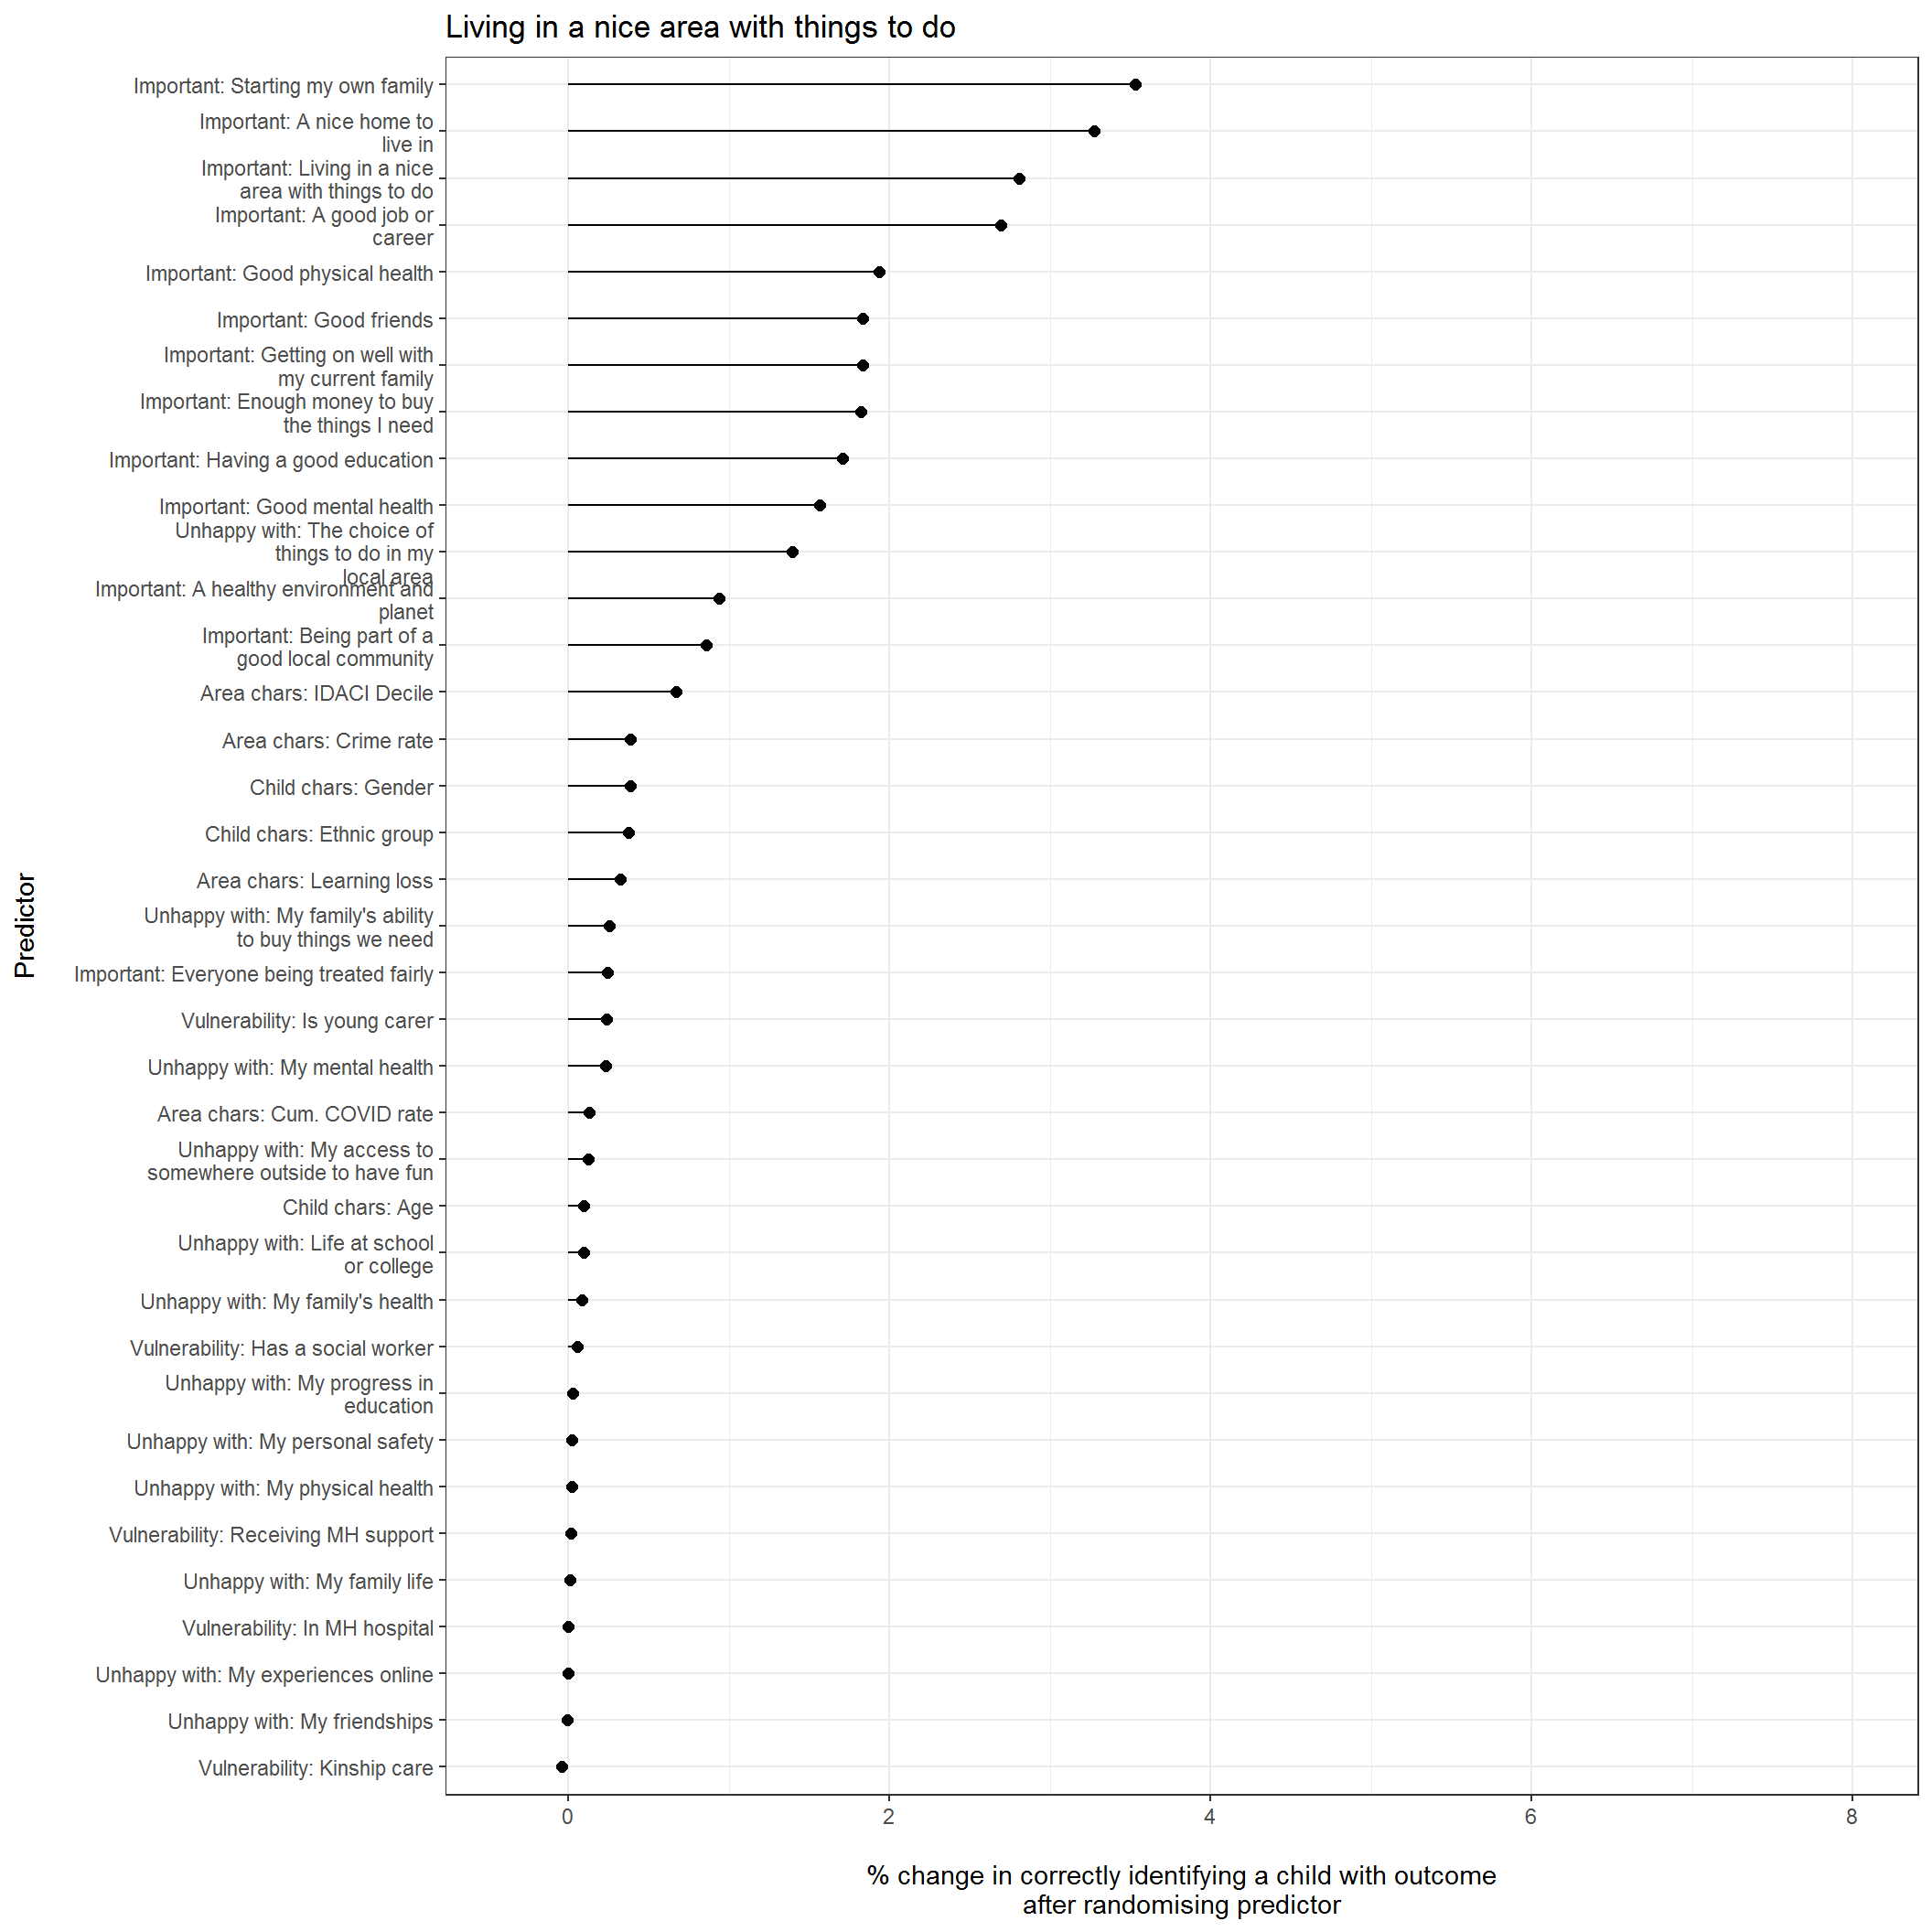 Living in a nice area with things to do
Important: Starting my own family
Important: A nice home to
live in
Important: Living in a nice
area with things to do
Important: A good job or
career
Important: Good physical health
Important: Good friends
Important: Getting on well with
my current family
Important: Enough money to buy
the things I need
Important: Having a good education
Important: Good mental health
Unhappy with: The choice of
things to do in my
local area
Important: A healthy environment and
planet
Important: Being part of a
good local community
Area chars: IDACI Decile
Area chars: Crime rate
Child chars: Gender
Child chars: Ethnic group
Area chars: Learning loss
Unhappy with: My family's ability
to buy things we need
Important: Everyone being treated fairly
Vulnerability: Is young carer
Unhappy with: My mental health
Area chars: Cum. COVID rate
Unhappy with: My access to
somewhere outside to have fun
Child chars: Age
Unhappy with: Life at school
or college
Unhappy with: My family's health
Vulnerability: Has a social worker
Unhappy with: My progress in
education
Unhappy with: My personal safety
Unhappy with: My physical health
Vulnerability: Receiving MH support
Unhappy with: My family life
Vulnerability: In MH hospital
Unhappy with: My experiences online
Unhappy with: My friendships
Vulnerability: Kinship care
Predictor
0 2 4 6 8
% change in correctly identifying a child with outcome
after randomising predictor